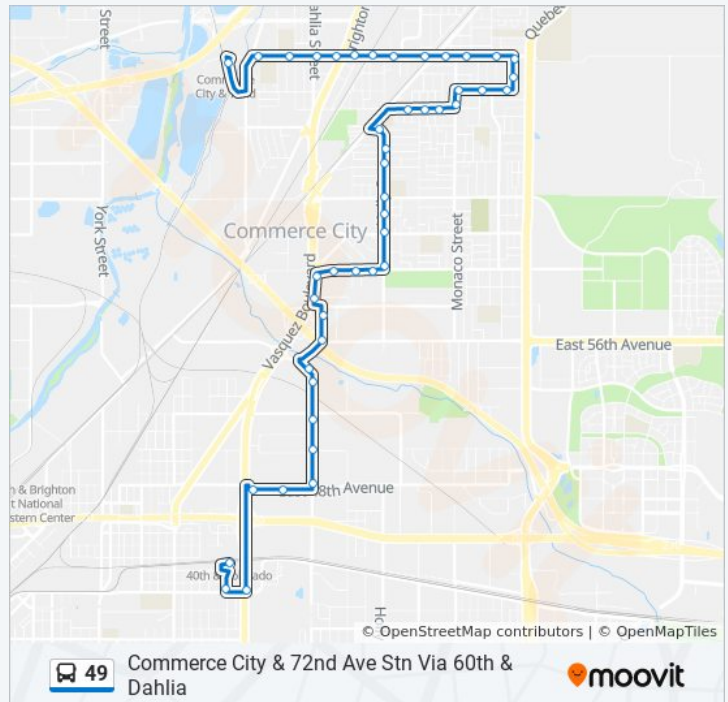 Street
Dahlia Street
Brighton
Quebec
Commerce
City &
York Street
Commerce City
Monaco Street
Vasquez Boulevard
East 56th Avenue
East 48th Avenue
& Brighton
National
Western Center
40th & Colorado
© OpenStreetMap contributors | © OpenMapTiles
49
Commerce City & 72nd Ave Stn Via 60th &
Dahlia
moovit